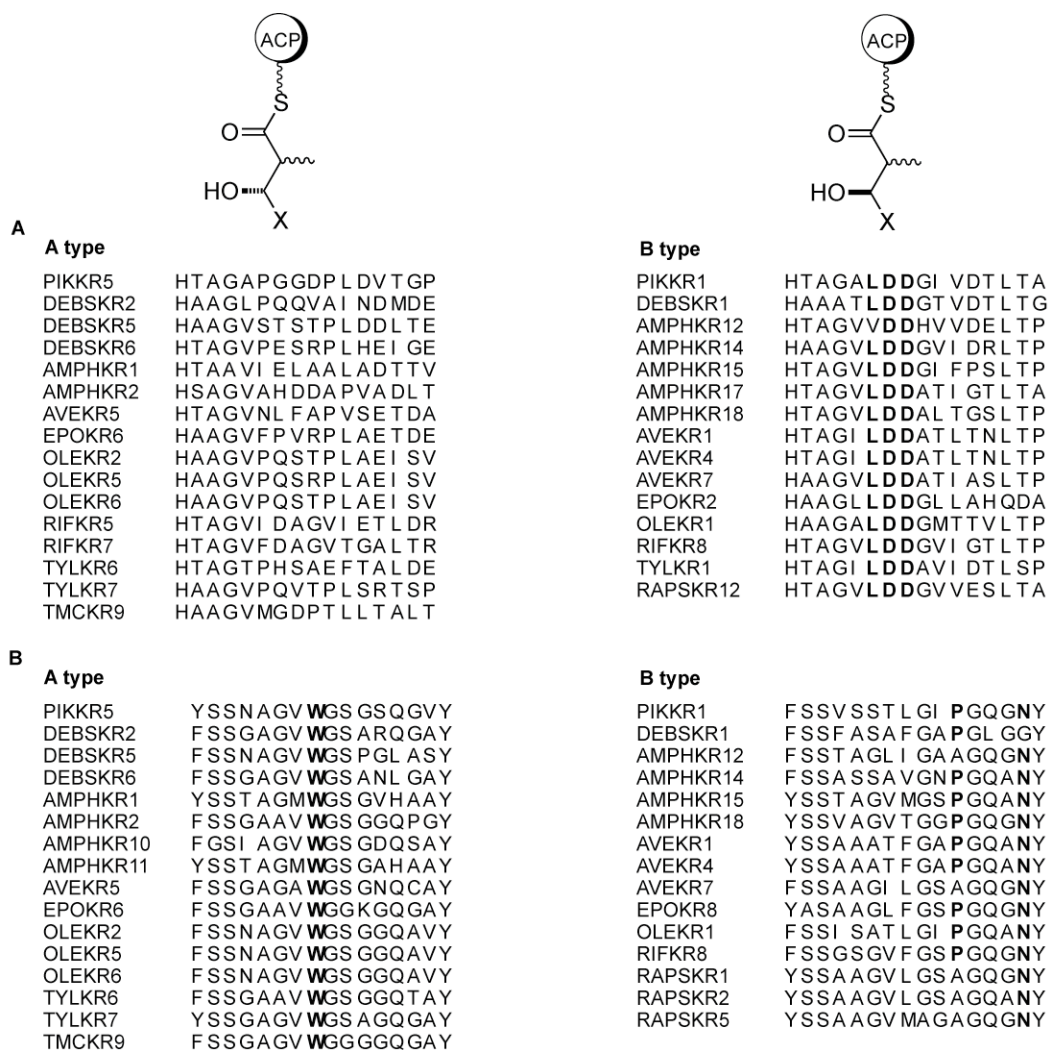 ACP
S
O
HO
X
ACP
S
O
HO
X
A
A type
PIKKR5 HTAGAPGGDPLDVTGP
DEBSKR2 HAAGLPQQVAINDMDE
DEBSKR5 HAAGVSTSTPLDDLTE
DEBSKR6 HTAGVPESRPLHEIGE
AMPHKR1 HTAAVIELAALADTTV
AMPHKR2 HSAGVAHDDAPVADLT
AVEKR5 HTAGVNLFAPVSETDA
EPOKR6 HAAGVFPVRPLAETDE
OLEKR2 HAAGVPQSTPLAEISV
OLEKR5 HAAGVPQSRPLAEISV
OLEKR6 HAAGVPQSTPLAEISV
RIFKR5 HTAGVIDAGVIETLDR
RIFKR7 HTAGVFDAGVTGALTR
TYLKR6 HTAGTPHSAEFTALDE
TYLKR7 HTAGVPQVTPLSRTSP
TMCKR9 HAAGVMGDPTLLTALT
B type
PIKKR1 HTAGALDDGIVDTLTA
DEBSKR1 HAAATLDDGTVDTLTG
AMPHKR12 HTAGVVDDHVVDELTP
AMPHKR14 HAAGVLDDGVIDRLTP
AMPHKR15 HTAGVLDDGIFPSLTP
AMPHKR17 HTAGVLDDATIGTLTA
AMPHKR18 HTAGVLDDALTGSLTP
AVEKR1 HTAGILDDATLTNLTP
AVEKR4 HTAGILDDATLTNLTP
AVEKR7 HAAGVLDDATIASLTP
EPOKR2 HAAGLLDDGLLAHQDA
OLEKR1 HAAGALDDGMTTVLTP
RIFKR8 HTAGVLDDGVIGTLTP
TYLKR1 HTAGILDDAVIDTLSP
RAPSKR12 HTAGVLDDGVVESLTA
B
A type
PIKKR5 YSSNAGVWGSGSQGVY
DEBSKR2 FSSGAGVWGSARQGAY
DEBSKR5 FSSNAGVWGSPGLASY
DEBSKR6 FSSGAGVWGSANLGAY
AMPHKR1 YSSTAGMWGSGVHAAY
AMPHKR2 FSSGAAVWGSGGQPGY
AMPHKR10 FGSIAGVWGSGDQSAY
AMPHKR11 YSSTAGMWGSGAHAAY
AVEKR5 FSSGAGAWGSGNQCAY
EPOKR6 FSSGAAVWGGKGQGAY
OLEKR2 FSSGAGVWGSGGQAVY
OLEKR5 FSSGAGVWGSGGQAVY
OLEKR6 FSSGAGVWGSGGQAVY
TYLKR6 FSSGAAVWGSGGQTAY
TYLKR7 YSSGAGVWGSAGQGAY
TMCKR9 FSSGAGVWGGGGQGAY
B type
PIKKR1 FSSVSSTLGIPGQGNY
DEBSKR1 FSSFASAFGAPGLGGY
AMPHKR12 FSSTAGLIGAAGQGNY
AMPHKR14 FSSASSAVGNPGQANY
AMPHKR15 YSSTAGVMGSPGQANY
AMPHKR18 YSSVAGVTGGPGQGNY
AVEKR1 YSSAAATFGAPGQANY
AVEKR4 YSSAAATFGAPGQANY
AVEKR7 FSSAAGILGSAGQGNY
EPOKR8 YASAAGLFGSPGQGNY
OLEKR1 FSSISATLGIPGQANY
RIFKR8 FSSGSGVFGSPGQGNY
RAPSKR1 YSSAAGVLGSAGQGNY
RAPSKR2 YSSAAGVLGSAGQANY
RAPSKR5 YSSAAGVMAGAGQGNY